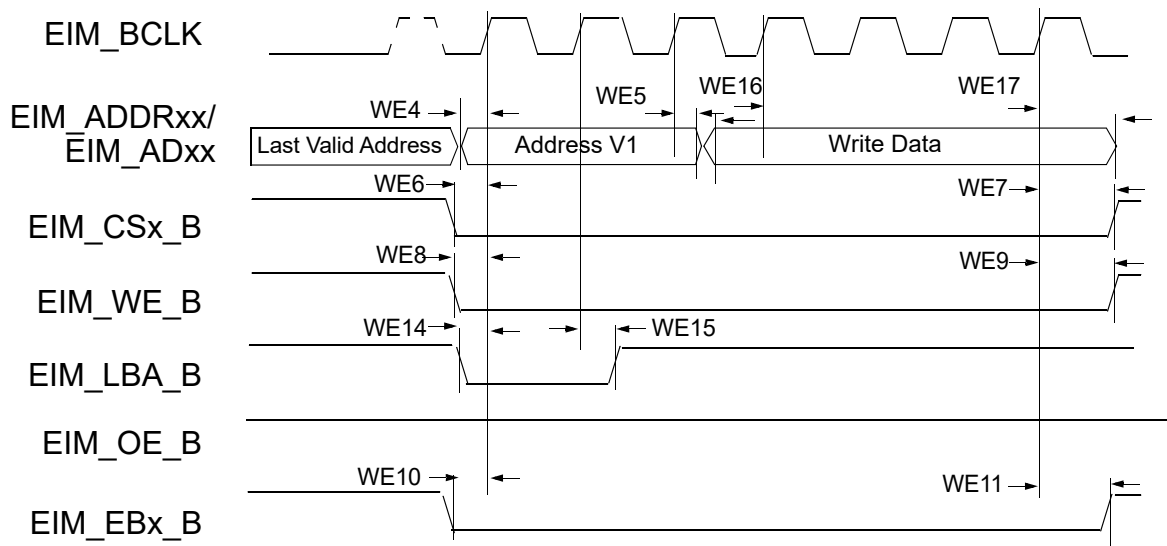 EIM_BCLK
WE16
WE5
WE17
WE4
EIM_ADDRxx/
EIM_ADxx
Last Valid Address
Address V1
Write Data
WE6
WE7
EIM_CSx_B
WE8
WE9
EIM_WE_B
WE14
WE15
EIM_LBA_B
EIM_OE_B
WE10
WE11
EIM_EBx_B